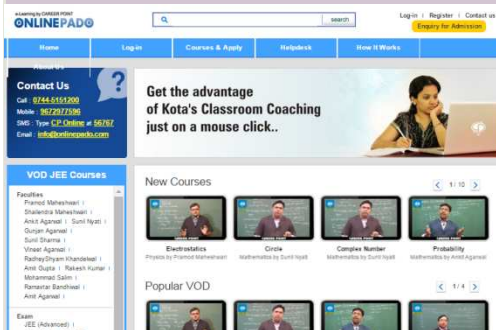 e-Learning by CAREER POINT
ONLINEPADO
search
Log-in | Register | Contact us
Enquiry for Admission
Home
Log-in
Courses & Apply
Helpdesk
How It Works
About Us
Contact Us
Call : 0744-5151200
Mobile : 9672977596
SMS : Type CP Online at 56767
Email : info@onlinepado.com
?
Get the advantage
of Kota's Classroom Coaching
just on a mouse click..
VOD JEE Courses
Faculties
Pramod Maheshwari |
Shailendra Maheshwari |
Ankit Agarwal | Sunil Nyati |
Gunjan Agarwal |
Sunil Sharma |
Vineet Agarwal |
RadheyShyam Khandelwal |
Amit Gupta | Rakesh Kumar |
Mohammad Salim |
Ramavtar Bandhiwal |
Amit Agarwal |
Exam
JEE (Advanced) |
New Courses
< 1/ 10 >
Electrostatics
Physics by Pramod Maheshwari
Circle
Mathematics by Sunil Nyati
Complex Number
Mathematics by Sunil Nyati
Probability
Mathematics by Ankit Agarwal
Popular VOD
< 1/ 4 >